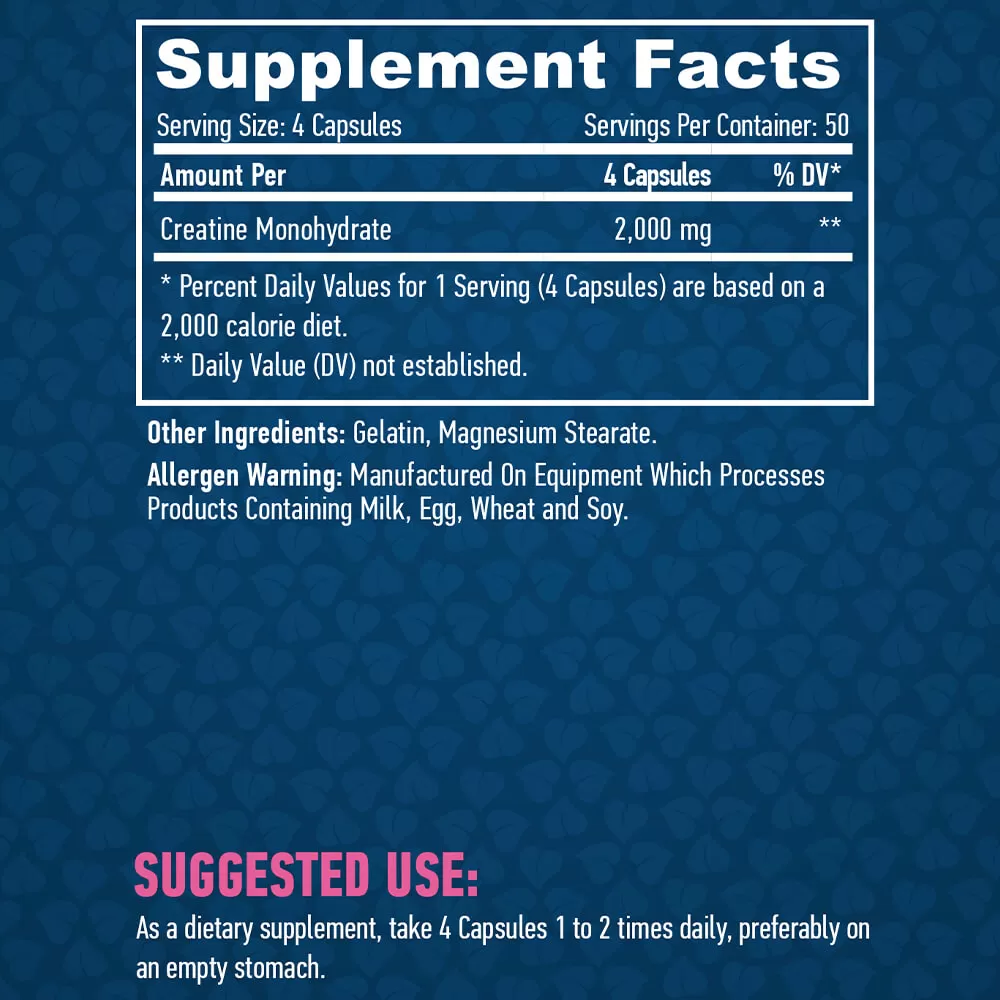 Supplement Facts
Serving Size: 4 Capsules Servings Per Container: 50
Amount Per 4 Capsules % DV*
Creatine Monohydrate 2,000 mg **
* Percent Daily Values for 1 Serving (4 Capsules) are based on a
2,000 calorie diet.
** Daily Value (DV) not established.
Other Ingredients: Gelatin, Magnesium Stearate.
Allergen Warning: Manufactured On Equipment Which Processes
Products Containing Milk, Egg, Wheat and Soy.
SUGGESTED USE:
As a dietary supplement, take 4 Capsules 1 to 2 times daily, preferably on
an empty stomach.